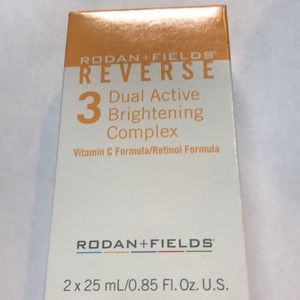 RODAN+FIELDS®
REVERSE
3 Dual Active
Brightening
Complex
Vitamin C Formula/Retinol Formula
RODAN+FIELDS®
2 x 25 mL/0.85 Fl. Oz. U.S.